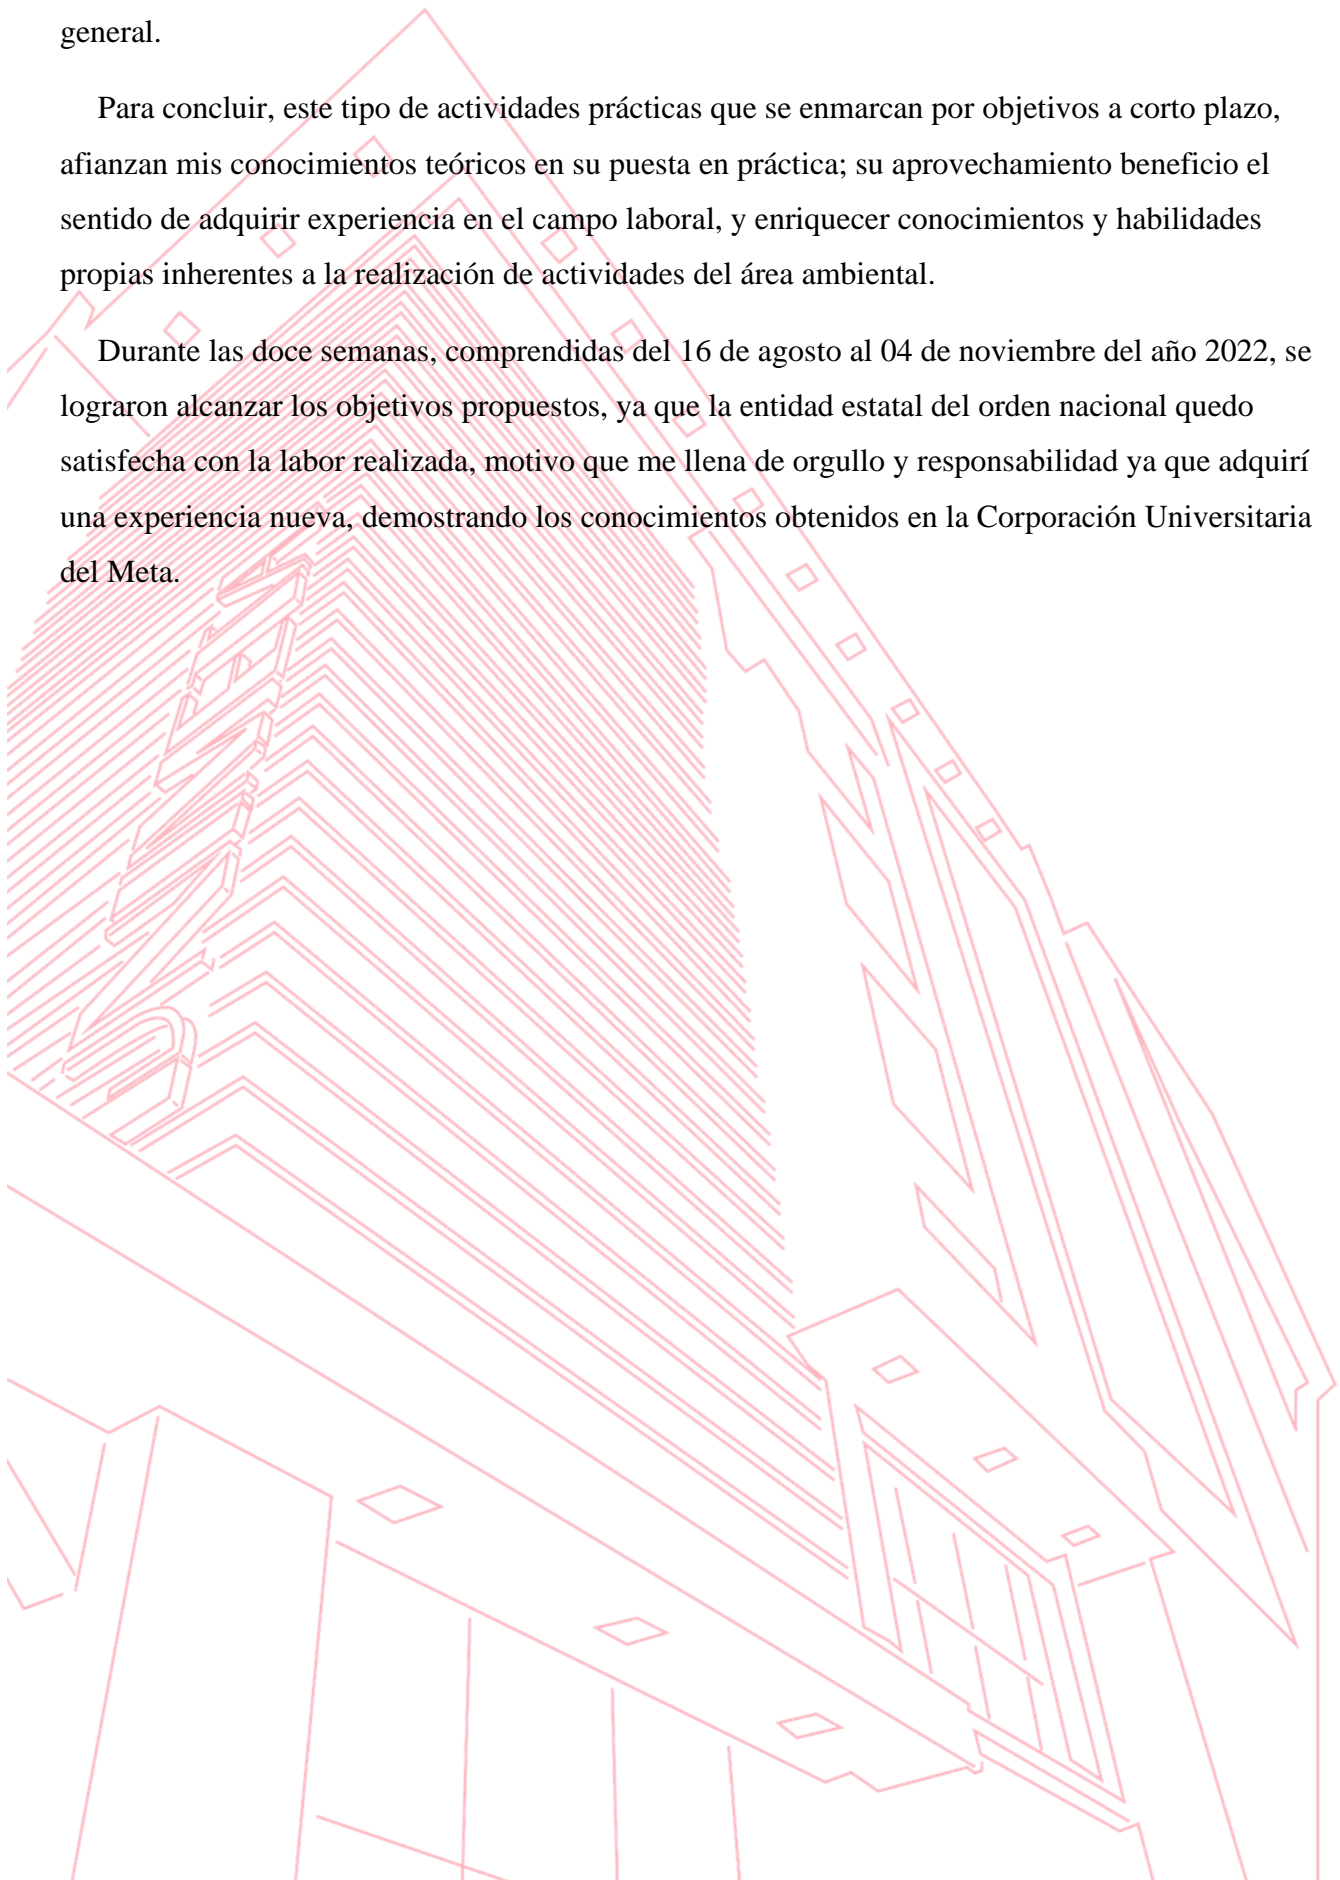 general.
Para concluir, este tipo de actividades prácticas que se enmarcan por objetivos a corto plazo,
afianzan mis conocimientos teóricos en su puesta en práctica; su aprovechamiento beneficio el
sentido de adquirir experiencia en el campo laboral, y enriquecer conocimientos y habilidades
propias inherentes a la realización de actividades del área ambiental.
Durante las doce semanas, comprendidas del 16 de agosto al 04 de noviembre del año 2022, se
lograron alcanzar los objetivos propuestos, ya que la entidad estatal del orden nacional quedo
satisfecha con la labor realizada, motivo que me llena de orgullo y responsabilidad ya que adquirí
una experiencia nueva, demostrando los conocimientos obtenidos en la Corporación Universitaria
del Meta.